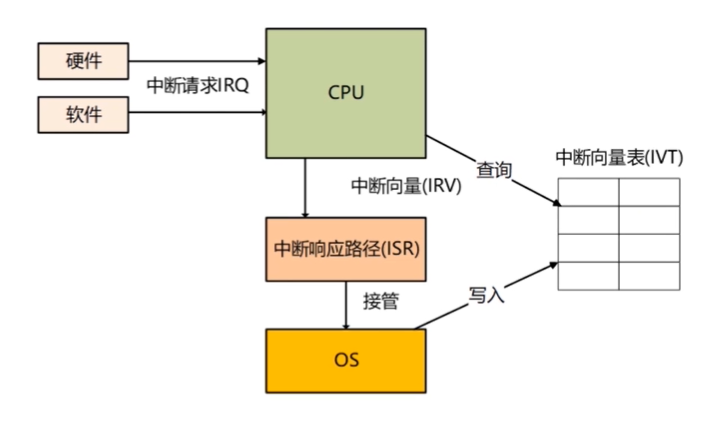 硬件
中断请求IRQ
软件
CPU
查询
中断向量表(IVT)
中断向量(IRV)
中断响应路径(ISR)
接管
写入
OS